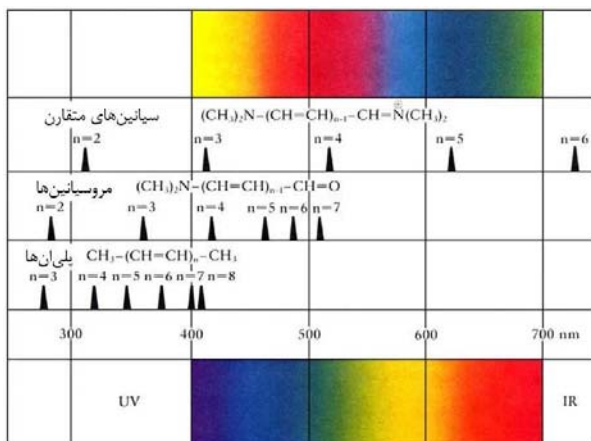 سیانین‌های متقارن (CH₃)₂N–(CH=CH)ₙ₋₁–CH=N⊕(CH₃)₂
n=2 n=3 n=4 n=5 n=6
مروسیانین‌ها (CH₃)₂N–(CH=CH)ₙ₋₁–CH=O
n=2 n=3 n=4 n=5 n=6 n=7
پلی‌ان‌ها CH₃–(CH=CH)ₙ–CH₃
n=3 n=4 n=5 n=6 n=7 n=8
300 400 500 600 700 nm
UV IR